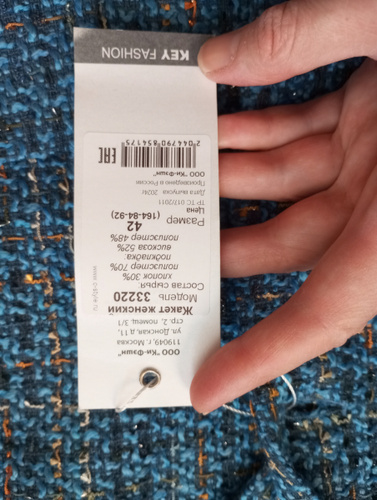 ООО "Ки-Фэшн"
119049, г. Москва
ул. Донская, д.11,
стр. 2, помещ. 3/1
Жакет женский
Модель 33220
Состав сырья
хлопок 30%
полиэстер 70%
подкладка
вискоза 52%
полиэстер 48%
Размер 42
Цена (164-84-92)
ТР ТС 017/2011
Дата выпуска 2024г
Произведено в России
ООО "Ки-Фэшн"
2044790854175
EAC
KEY FASHION